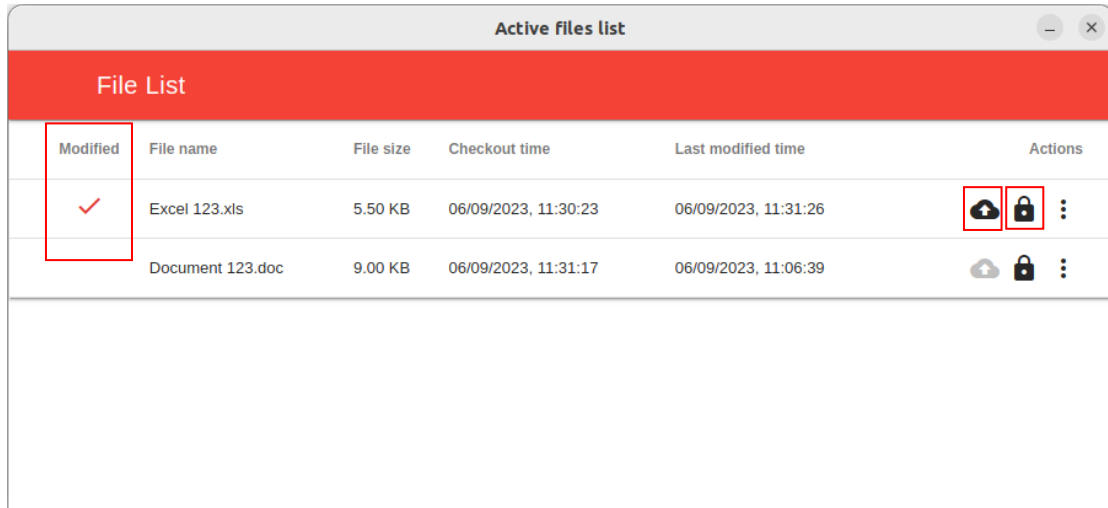 Active files list
File List
Modified File name File size Checkout time Last modified time Actions
Excel 123.xls 5.50 KB 06/09/2023, 11:30:23 06/09/2023, 11:31:26
Document 123.doc 9.00 KB 06/09/2023, 11:31:17 06/09/2023, 11:06:39